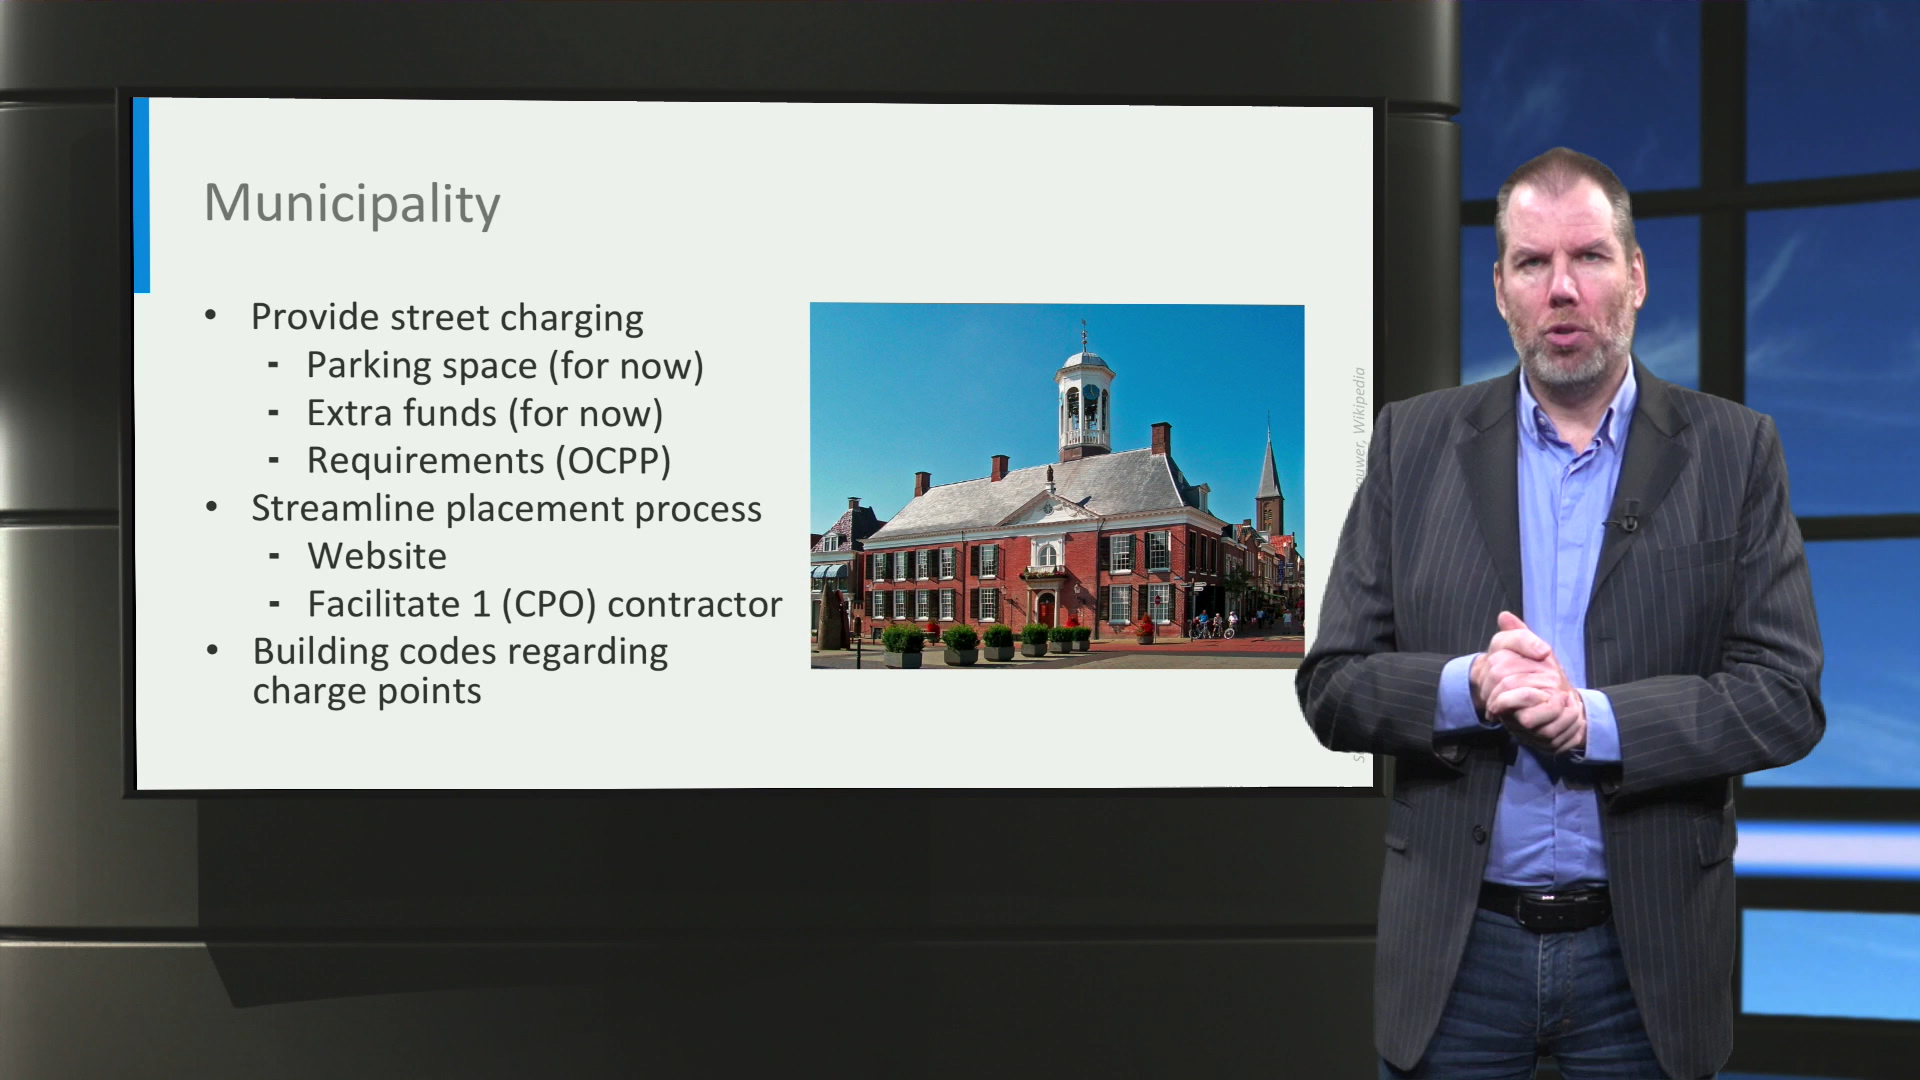 Municipality
• Provide street charging
- Parking space (for now)
- Extra funds (for now)
- Requirements (OCPP)
• Streamline placement process
- Website
- Facilitate 1 (CPO) contractor
• Building codes regarding
charge points
Wikipedia